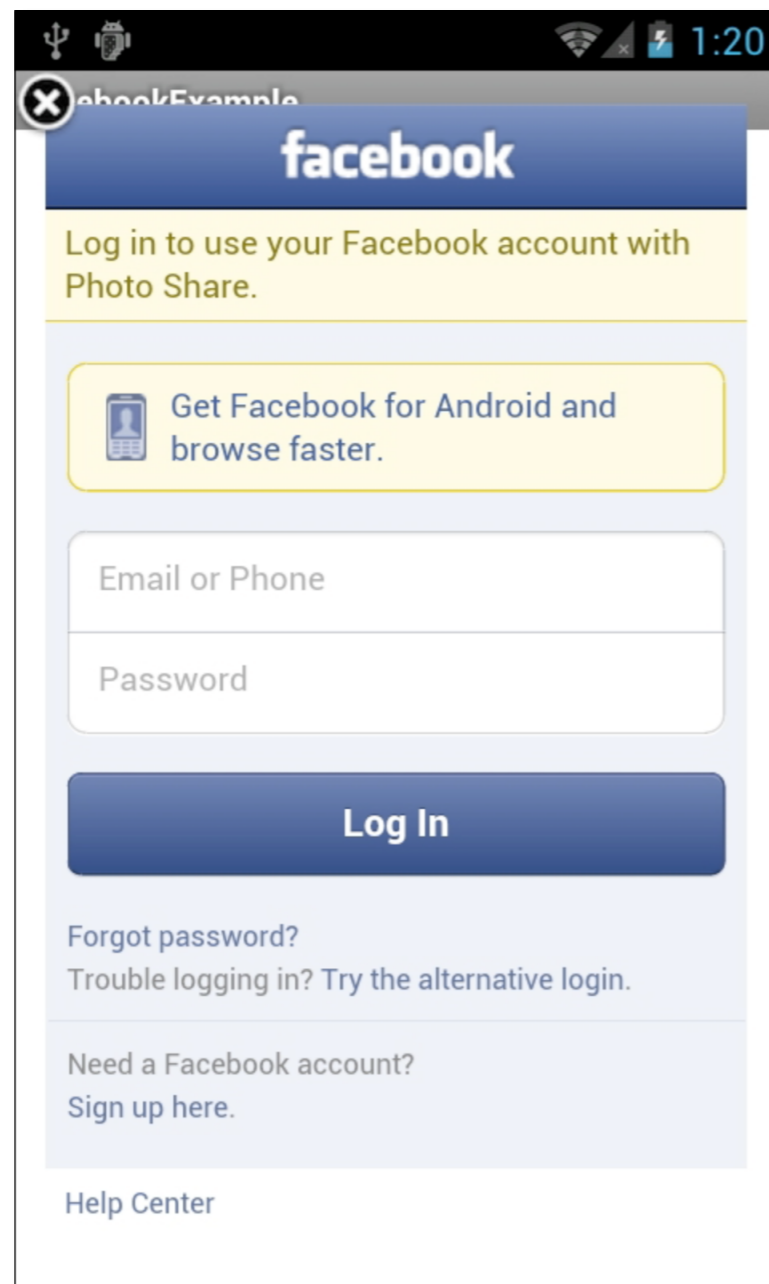 1:20
ebookExample
facebook
Log in to use your Facebook account with
Photo Share.
Get Facebook for Android and
browse faster.
Email or Phone
Password
Log In
Forgot password?
Trouble logging in? Try the alternative login.
Need a Facebook account?
Sign up here.
Help Center